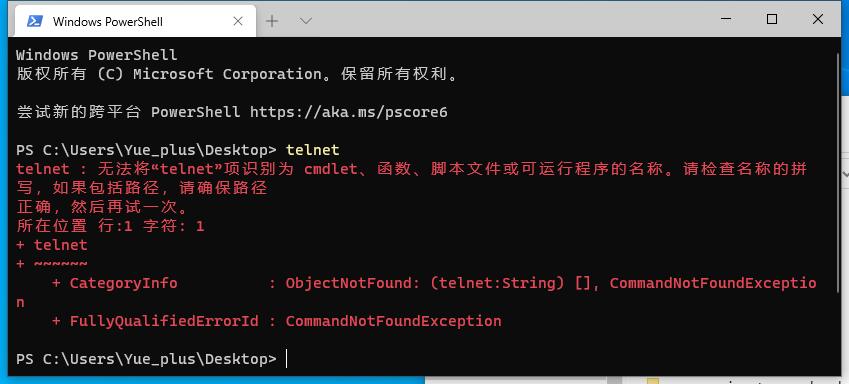 Windows PowerShell
Windows PowerShell
版权所有 (C) Microsoft Corporation。保留所有权利。
尝试新的跨平台 PowerShell https://aka.ms/pscore6
PS C:\Users\Yue_plus\Desktop> telnet
telnet : 无法将“telnet”项识别为 cmdlet、函数、脚本文件或可运行程序的名称。请检查名称的拼
写，如果包括路径，请确保路径
正确，然后再试一次。
所在位置 行:1 字符: 1
+ telnet
+ ~~~~~~
    + CategoryInfo          : ObjectNotFound: (telnet:String) [], CommandNotFoundExceptio
n
    + FullyQualifiedErrorId : CommandNotFoundException
PS C:\Users\Yue_plus\Desktop>